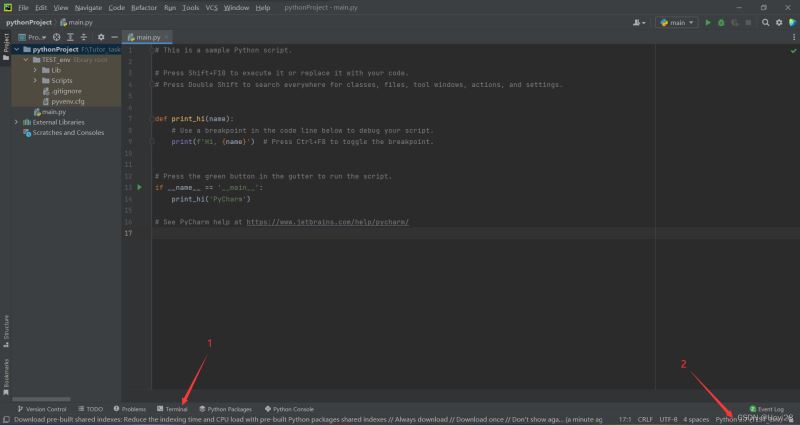 File Edit View Navigate Code Refactor Run Tools VCS Window Help pythonProject - main.py
pythonProject main.py main
Project
Pro...
main.py
pythonProject F:\Tutor_task
TEST_env library root
Lib
Scripts
.gitignore
pyvenv.cfg
main.py
External Libraries
Scratches and Consoles
1 # This is a sample Python script.
2
3 # Press Shift+F10 to execute it or replace it with your code.
4 # Press Double Shift to search everywhere for classes, files, tool windows, actions, and settings.
5
6
7 def print_hi(name):
8 # Use a breakpoint in the code line below to debug your script.
9 print(f'Hi, {name}') # Press Ctrl+F8 to toggle the breakpoint.
10
11
12 # Press the green button in the gutter to run the script.
13 if __name__ == '__main__':
14 print_hi('PyCharm')
15
16 # See PyCharm help at https://www.jetbrains.com/help/pycharm/
17
Structure
Bookmarks
1
2
Version Control TODO Problems Terminal Python Packages Python Console 2 Event Log
Download pre-built shared indexes: Reduce the indexing time and CPU load with pre-built Python packages shared indexes // Always download // Download once // Don't show aga... (a minute ag 17:1 CRLF UTF-8 4 spaces Python